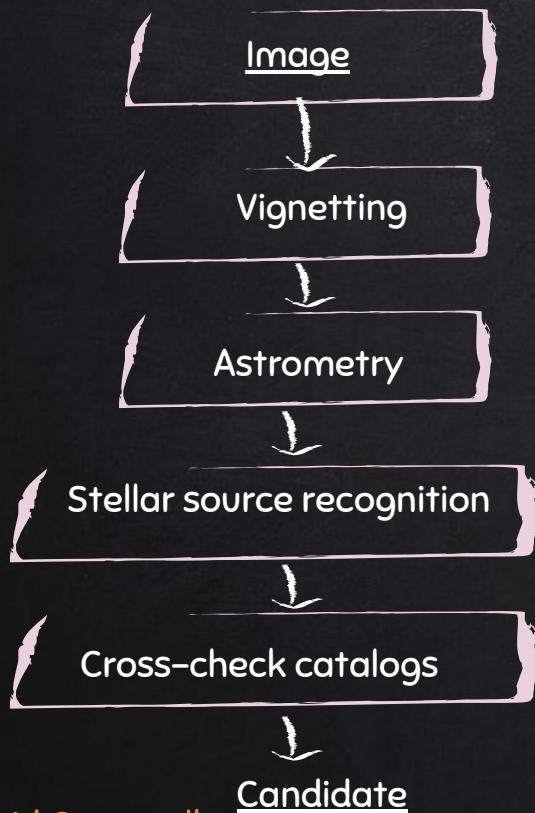 Image
Vignetting
Astrometry
Stellar source recognition
Cross-check catalogs
Candidate